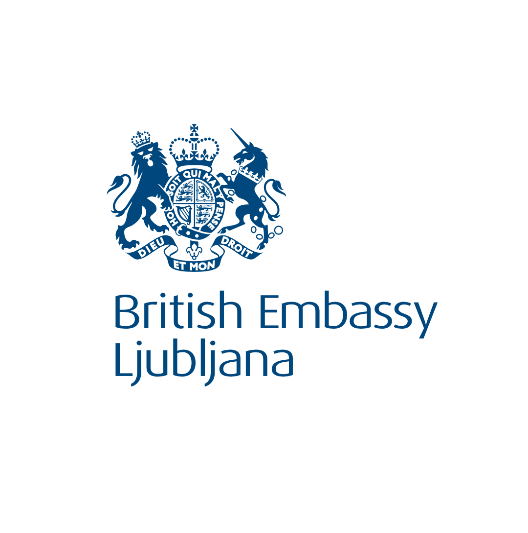 HONI SOIT QUI MAL Y PENSE
DIEU ET MON DROIT
British Embassy
Ljubljana